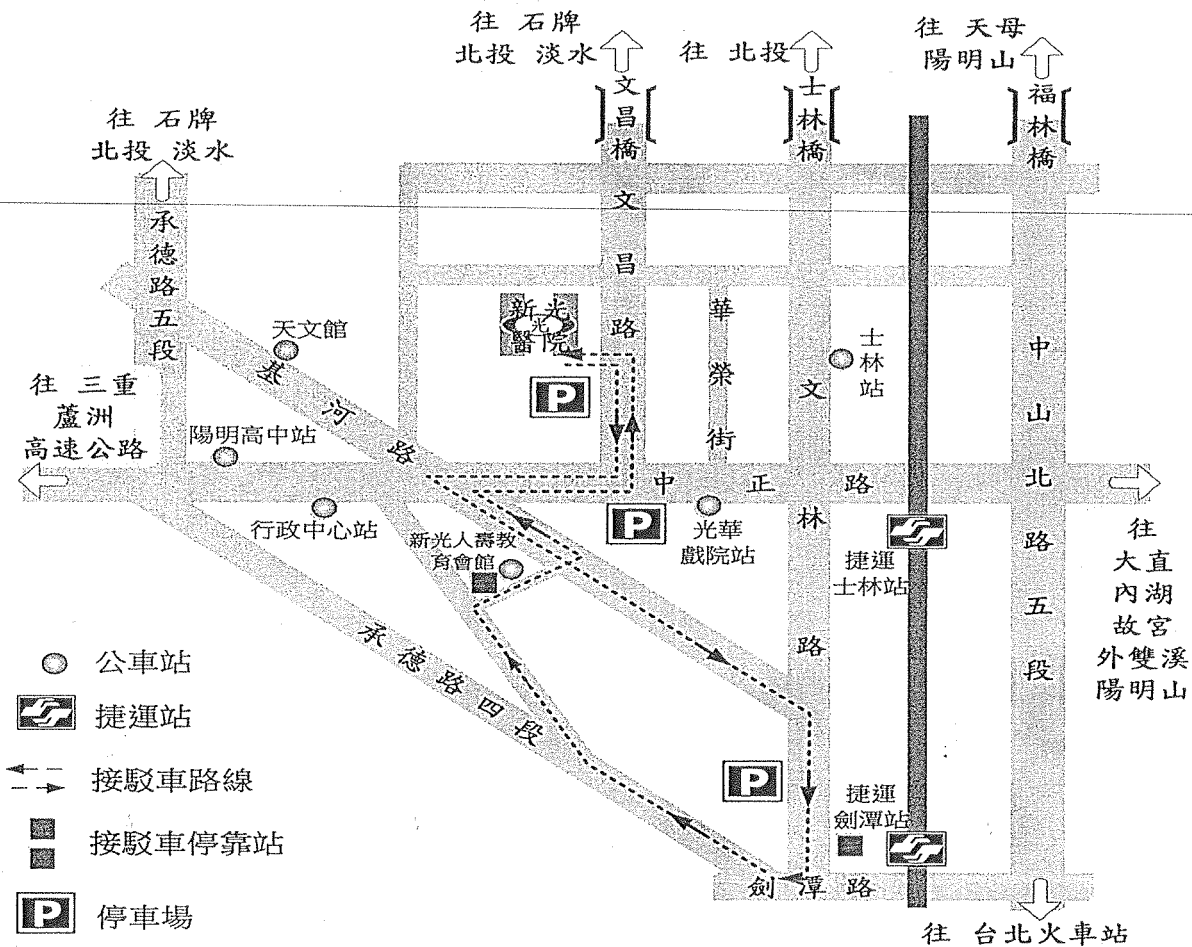 往 石牌
北投 淡水
往 北投
往 天母
陽明山
文昌橋
士林橋
福林橋
往 石牌
北投 淡水
承德路五段
文昌路
新光
光
醫院
華榮街
天文館
士林站
基河路
文林路
中山北路五段
往 三重
蘆洲
高速公路
陽明高中站
中正路
P
P
行政中心站
新光人壽教
育會館
光華
戲院站
捷運
士林站
往
大直
內湖
故宮
外雙溪
陽明山
承德路四段
P
捷運
劍潭站
劍潭路
往 台北火車站
公車站
捷運站
接駁車路線
接駁車停靠站
P 停車場